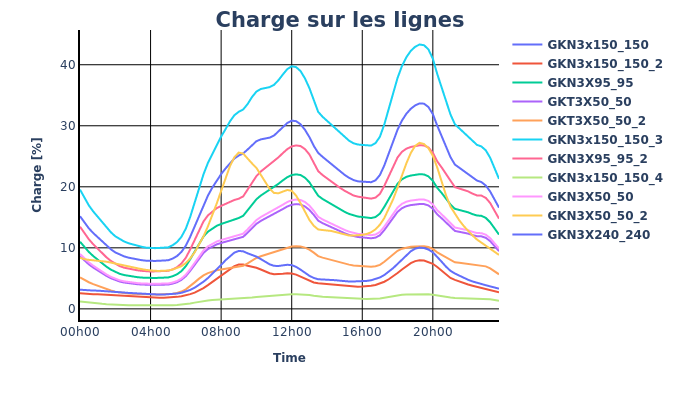 Charge sur les lignes
Charge [%]
40
30
20
10
0
00h00 04h00 08h00 12h00 16h00 20h00
Time
GKN3x150_150
GKN3x150_150_2
GKN3X95_95
GKT3X50_50
GKT3X50_50_2
GKN3x150_150_3
GKN3X95_95_2
GKN3x150_150_4
GKN3X50_50
GKN3X50_50_2
GKN3X240_240